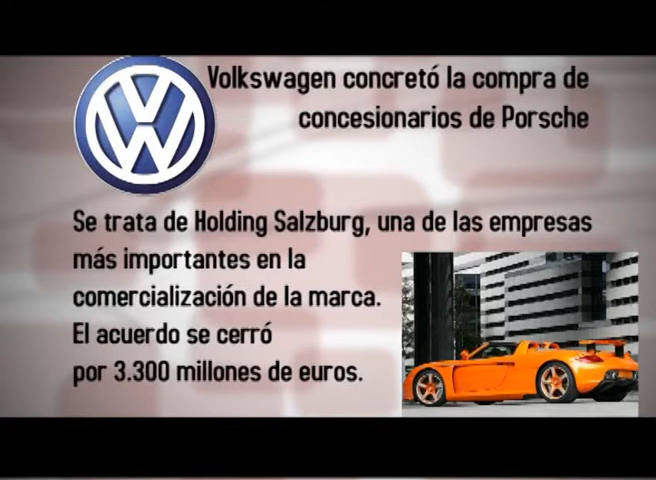 Volkswagen concretó la compra de
concesionarios de Porsche
Se trata de Holding Salzburg, una de las empresas
más importantes en la
comercialización de la marca.
El acuerdo se cerró
por 3.300 millones de euros.